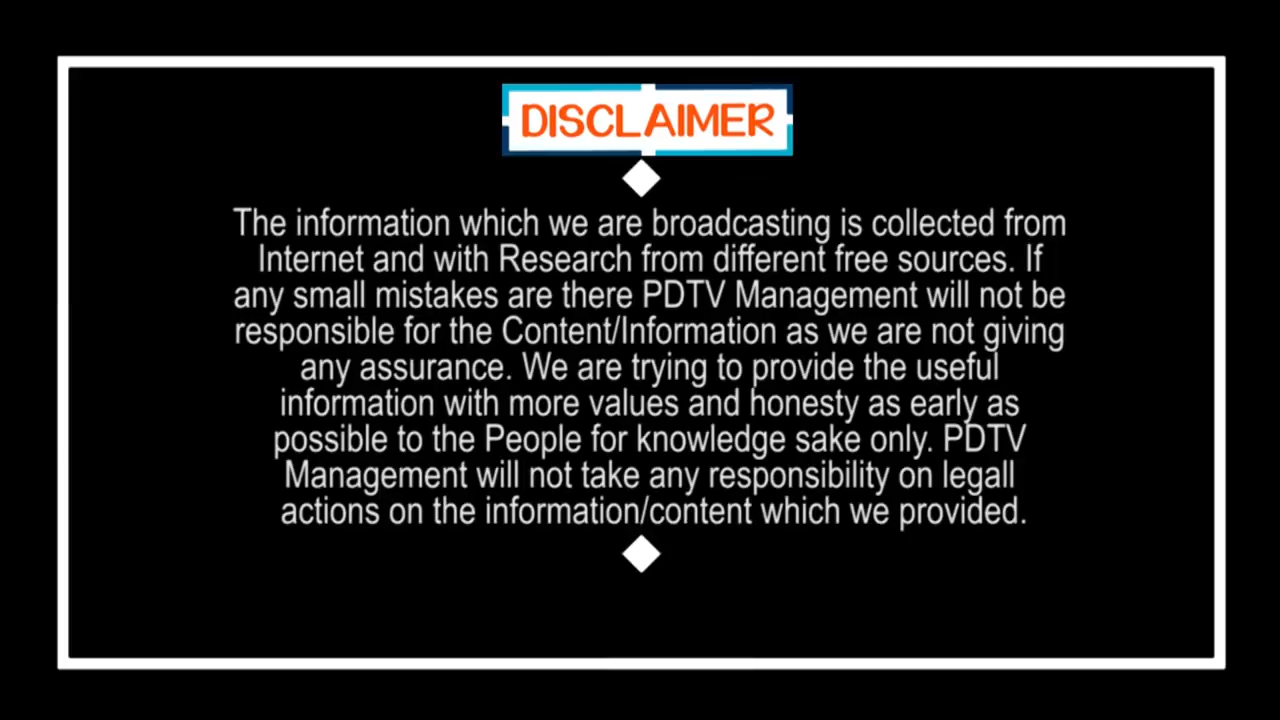 DISCLAIMER
The information which we are broadcasting is collected from
Internet and with Research from different free sources. If
any small mistakes are there PDTV Management will not be
responsible for the Content/Information as we are not giving
any assurance. We are trying to provide the useful
information with more values and honesty as early as
possible to the People for knowledge sake only. PDTV
Management will not take any responsibility on legall
actions on the information/content which we provided.